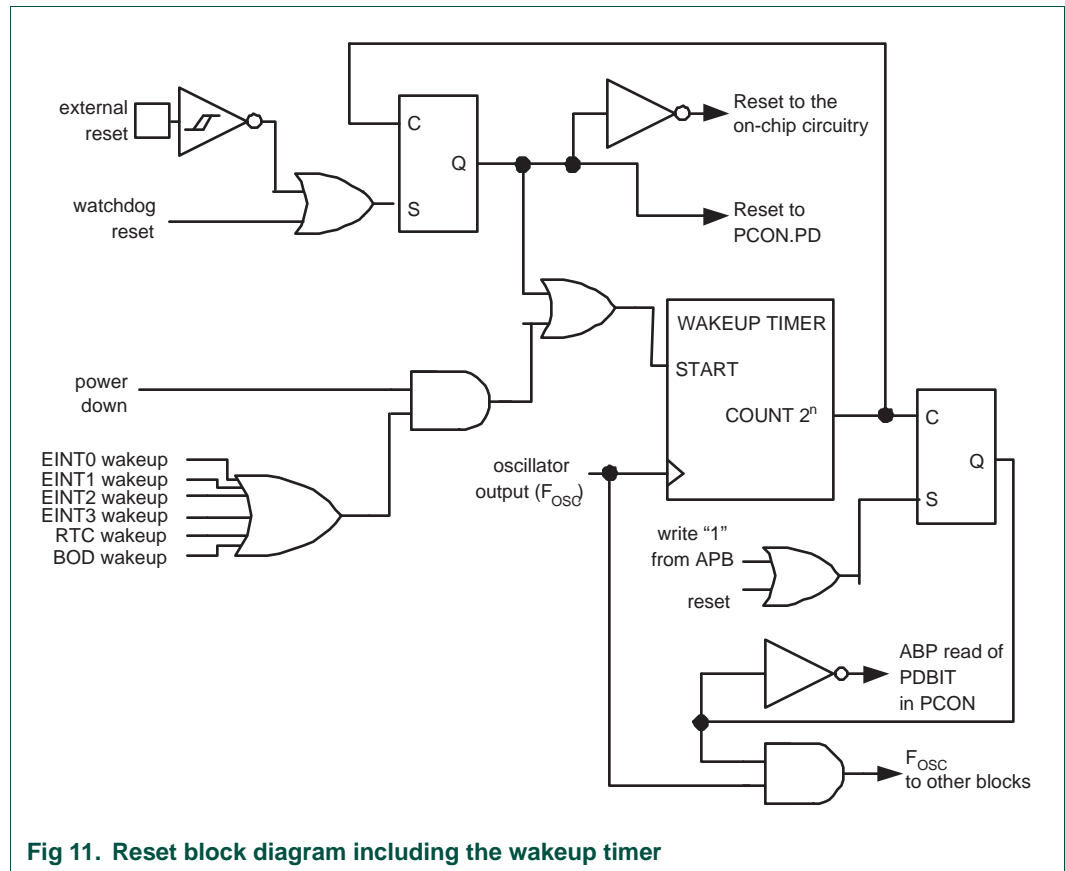 external
reset
watchdog
reset
C
Q
S
Reset to the
on-chip circuitry
Reset to
PCON.PD
power
down
EINT0 wakeup
EINT1 wakeup
EINT2 wakeup
EINT3 wakeup
RTC wakeup
BOD wakeup
WAKEUP TIMER
START
COUNT 2ⁿ
oscillator
output (F_OSC)
C
Q
S
write “1”
from APB
reset
ABP read of
PDBIT
in PCON
F_OSC
to other blocks
Fig 11. Reset block diagram including the wakeup timer